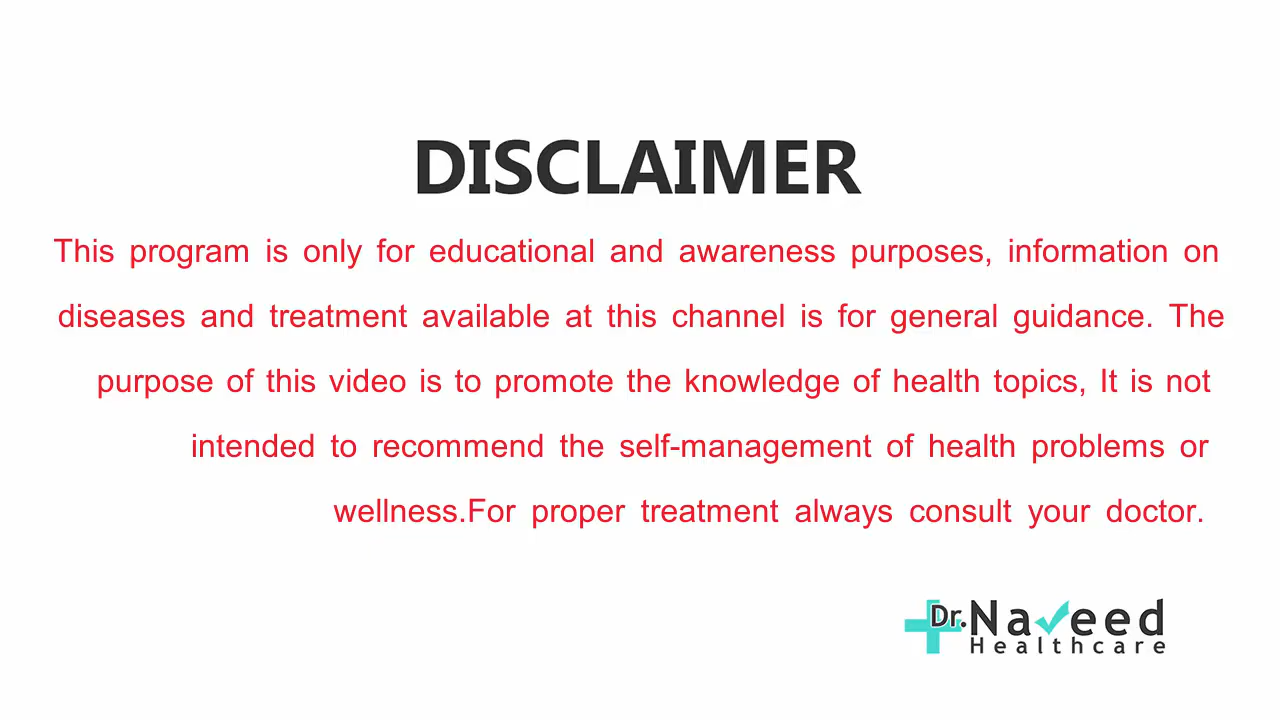 DISCLAIMER
This program is only for educational and awareness purposes, information on
diseases and treatment available at this channel is for general guidance. The
purpose of this video is to promote the knowledge of health topics, It is not
intended to recommend the self-management of health problems or
wellness.For proper treatment always consult your doctor.
Dr. Naveed
Healthcare